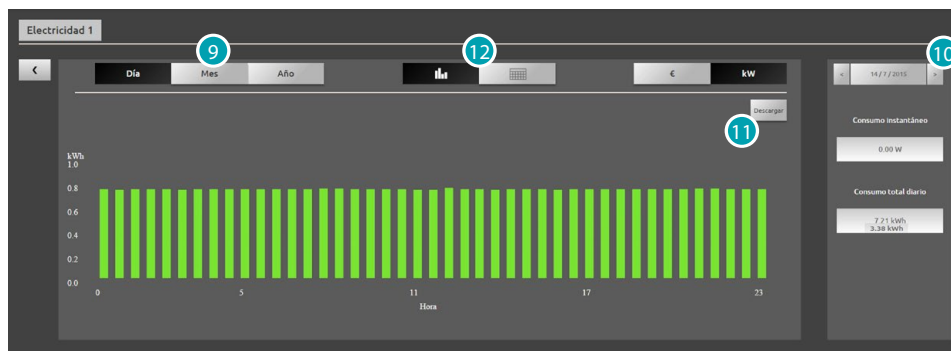 Electricidad 1
9
12
10
Día Mes Año € kW
14/7/2015
Descargar
11
Consumo instantáneo
0.00 W
Consumo total diario
7.21 kWh
3.38 kWh
kWh
1.0
0.8
0.6
0.4
0.2
0.0
0 5 11 17 23
Hora